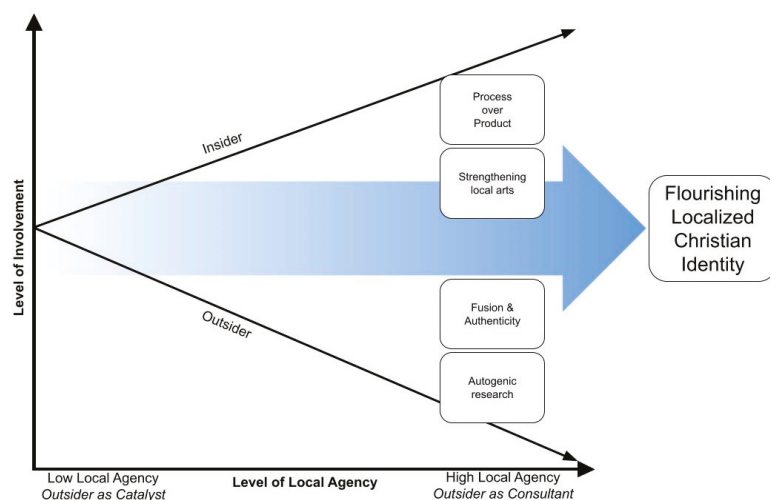 Process
over
Product
Insider
Strengthening
local arts
Flourishing
Localized
Christian
Identity
Level of Involvement
Outsider
Fusion &
Authenticity
Autogenic
research
Low Local Agency
Outsider as Catalyst
Level of Local Agency
High Local Agency
Outsider as Consultant